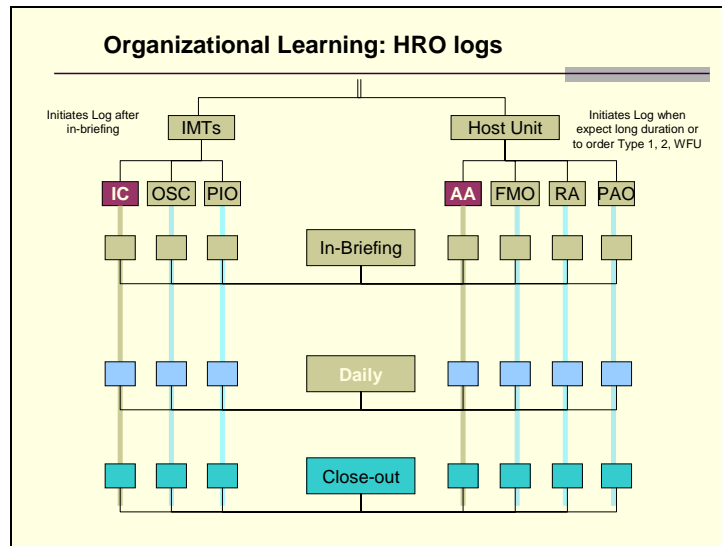 Organizational Learning: HRO logs
Initiates Log after
in-briefing
IMTs
Host Unit
Initiates Log when
expect long duration or
to order Type 1, 2, WFU
IC
OSC
PIO
AA
FMO
RA
PAO
In-Briefing
Daily
Close-out